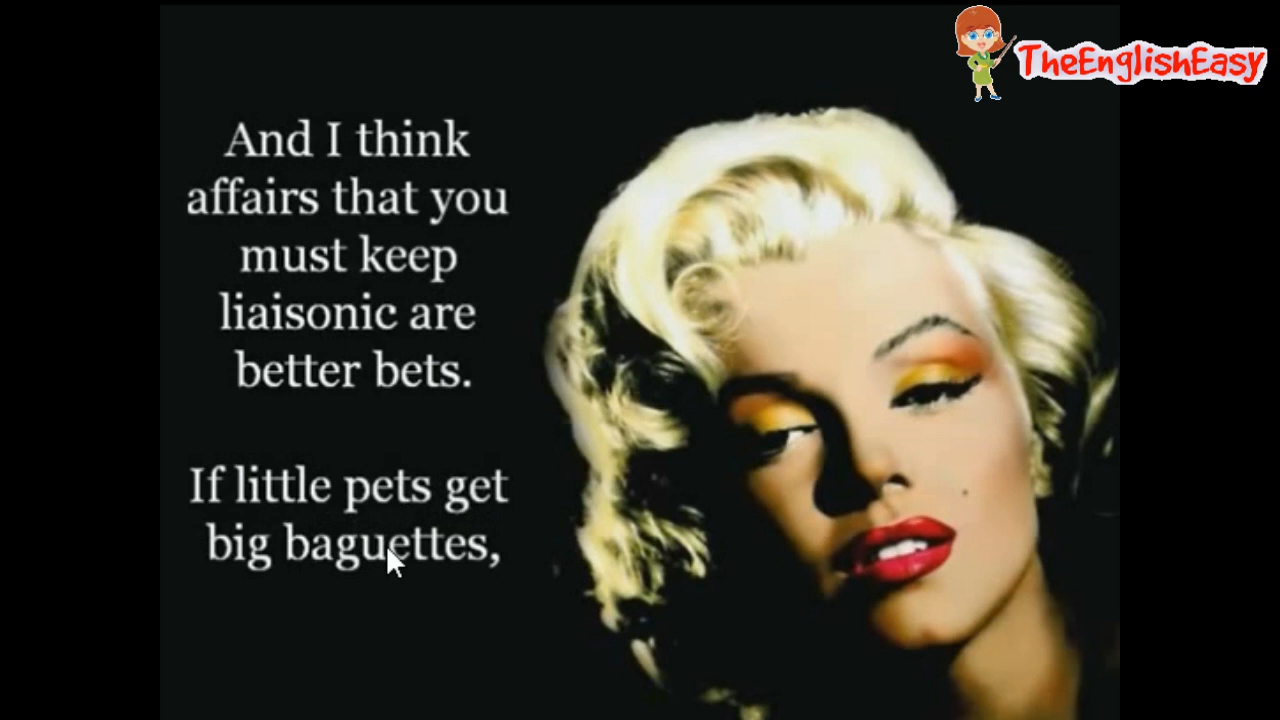 TheEnglishEasy
And I think
affairs that you
must keep
liaisonic are
better bets.
If little pets get
big baguettes,